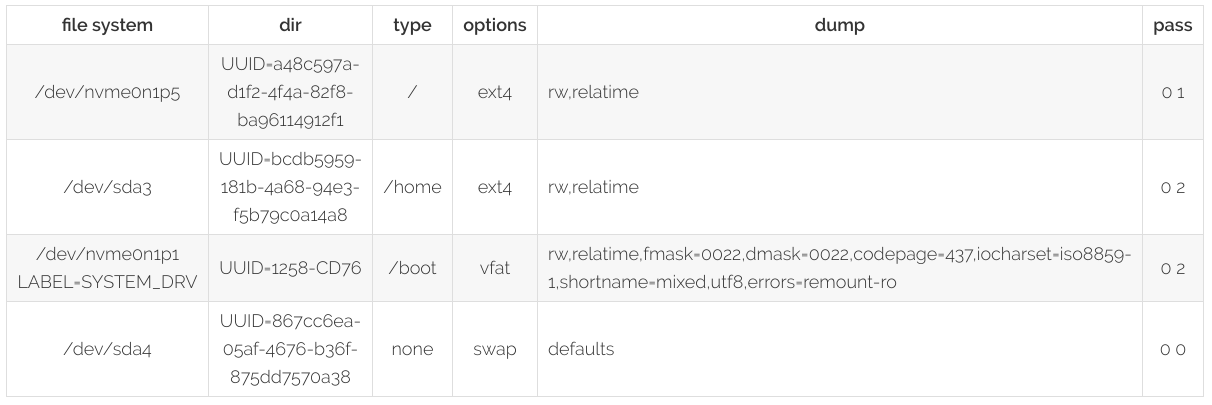 file system dir type options dump pass
/dev/nvme0n1p5 UUID=a48c597a-
d1f2-4f4a-82f8-
ba96114912f1 / ext4 rw,relatime 0 1
/dev/sda3 UUID=bcdb5959-
181b-4a68-94e3-
f5b79c0a14a8 /home ext4 rw,relatime 0 2
/dev/nvme0n1p1
LABEL=SYSTEM_DRV UUID=1258-CD76 /boot vfat rw,relatime,fmask=0022,dmask=0022,codepage=437,iocharset=iso8859-
1,shortname=mixed,utf8,errors=remount-ro 0 2
/dev/sda4 UUID=867cc6ea-
05af-4676-b36f-
875dd7570a38 none swap defaults 0 0